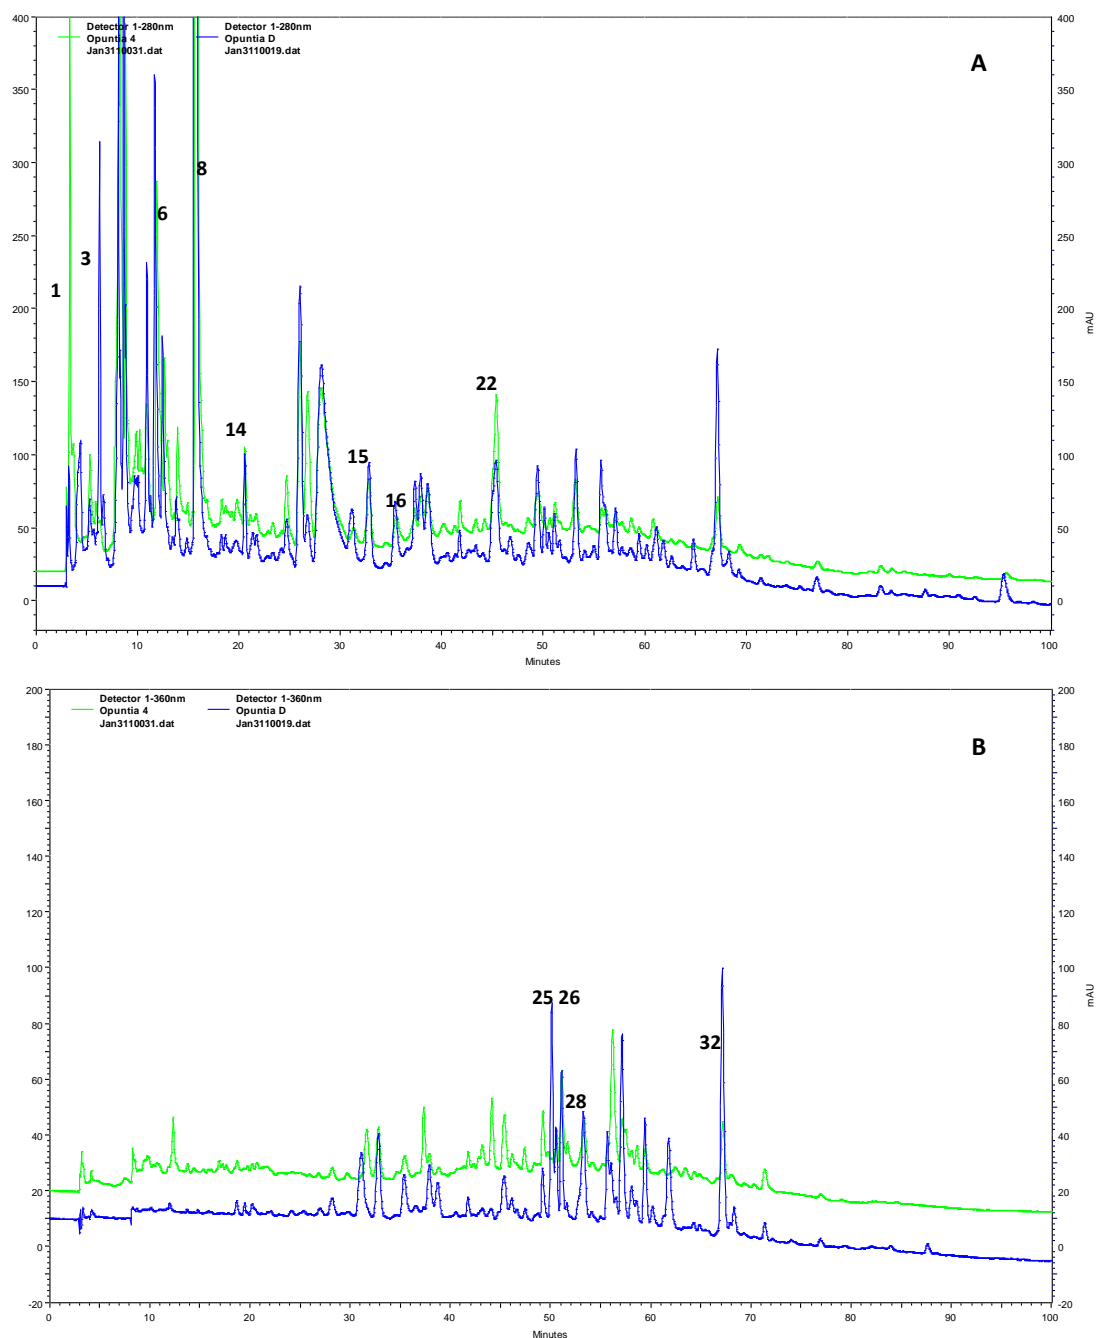 400
350
300
250
200
150
100
50
0
Detector 1-280nm
Opuntia 4
Jan3110031.dat
Detector 1-280nm
Opuntia D
Jan3110019.dat
A
1
3
6
8
14
15
16
22
400
350
300
250
200
150
100
50
0
mAU
0 10 20 30 40 50 60 70 80 90 100
Minutes
200
180
160
140
120
100
80
60
40
20
0
-20
Detector 1-360nm
Opuntia 4
Jan3110031.dat
Detector 1-360nm
Opuntia D
Jan3110019.dat
B
25 26
28
32
200
180
160
140
120
100
80
60
40
20
0
-20
mAU
0 10 20 30 40 50 60 70 80 90 100
Minutes